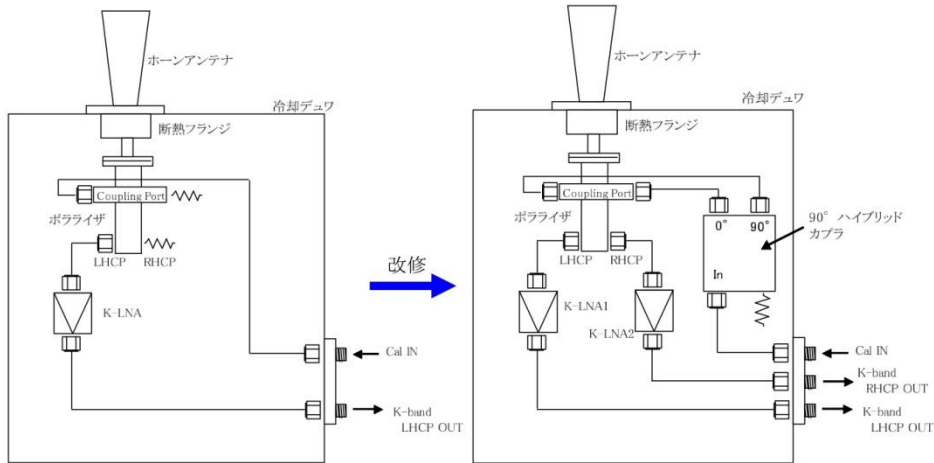 ホーンアンテナ
冷却デュワ
断熱フランジ
Coupling Port
ポラライザ
LHCP
RHCP
K-LNA
Cal IN
K-band
LHCP OUT
改修
ホーンアンテナ
冷却デュワ
断熱フランジ
Coupling Port
ポラライザ
0°
90°
90° ハイブリッド
カプラ
LHCP
RHCP
In
K-LNA1
K-LNA2
Cal IN
K-band
RHCP OUT
K-band
LHCP OUT